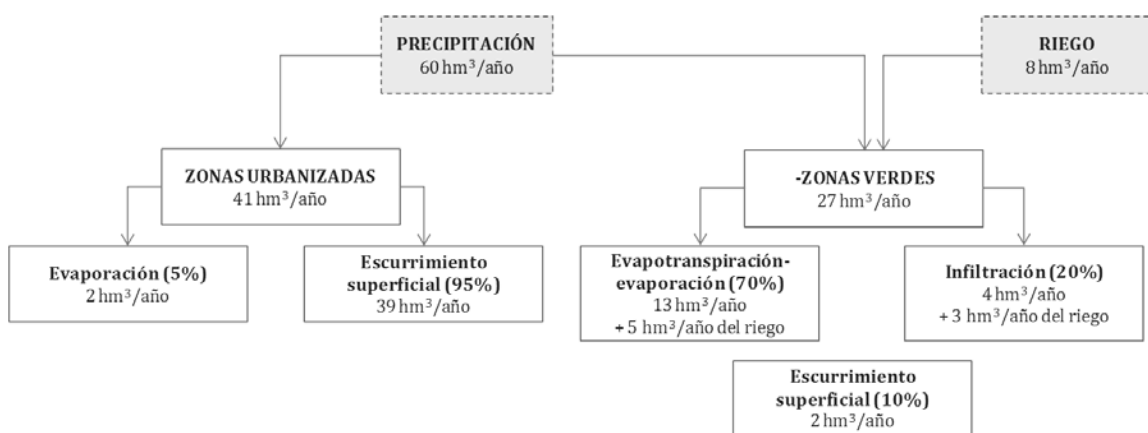 PRECIPITACIÓN
60 hm³/año
RIEGO
8 hm³/año
ZONAS URBANIZADAS
41 hm³/año
-ZONAS VERDES
27 hm³/año
Evaporación (5%)
2 hm³/año
Escurrimiento
superficial (95%)
39 hm³/año
Evapotranspiración-
evaporación (70%)
13 hm³/año
+ 5 hm³/año del riego
Infiltración (20%)
4 hm³/año
+ 3 hm³/año del riego
Escurrimiento
superficial (10%)
2 hm³/año